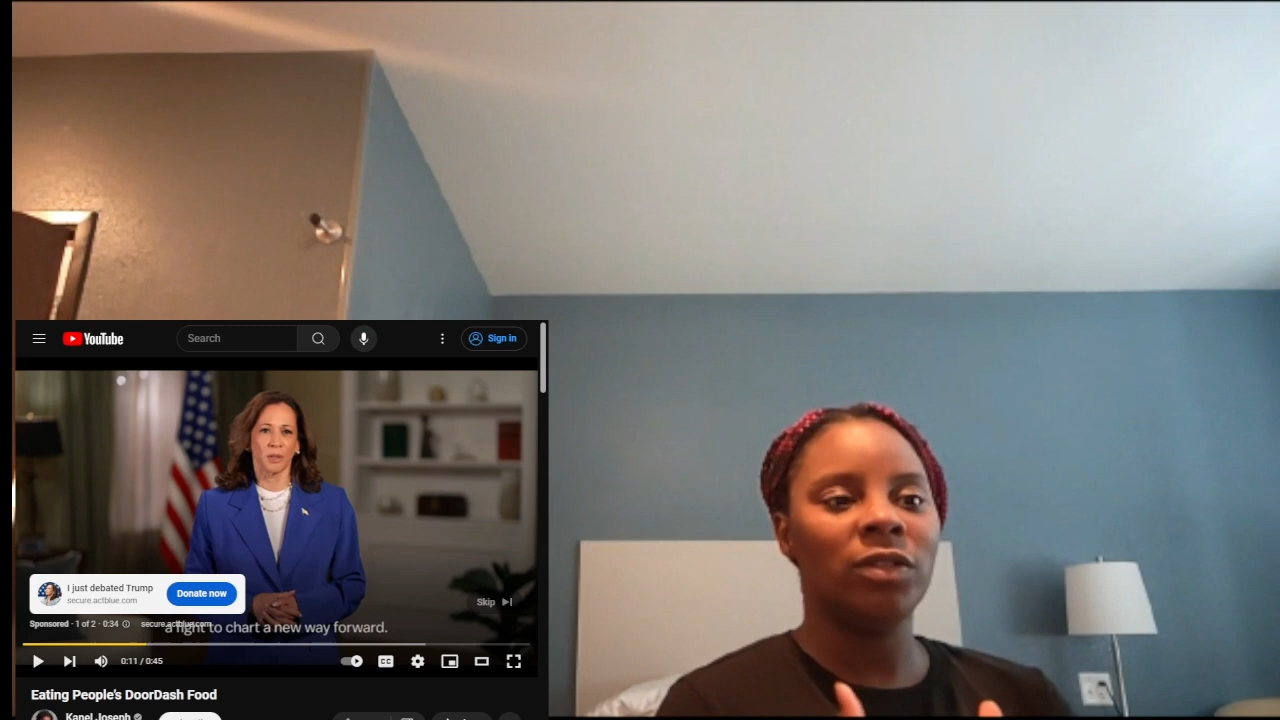 YouTube
Search
Sign in
I just debated Trump
secure.actblue.com
Donate now
Skip
Sponsored · 1 of 2 · 0:34
secure.actblue.com
a fight to chart a new way forward.
CC
0:11 / 0:45
Eating People's DoorDash Food
Kanel Joseph